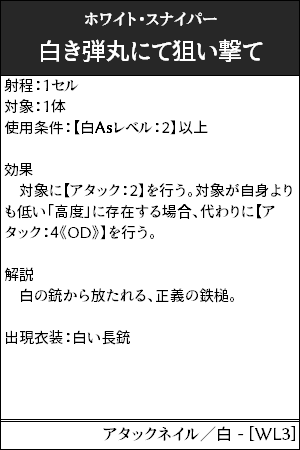 ホワイト・スナイパー
白き弾丸にて狙い撃て
射程：1セル
対象：1体
使用条件：【白Asレベル：2】以上
効果
　対象に【アタック：2】を行う。対象が自身より
も低い「高度」に存在する場合、代わりに【ア
タック：4《OD》】を行う。
解説
　白の銃から放たれる、正義の鉄槌。
出現衣装：白い長銃
アタックネイル／白 - [WL3]